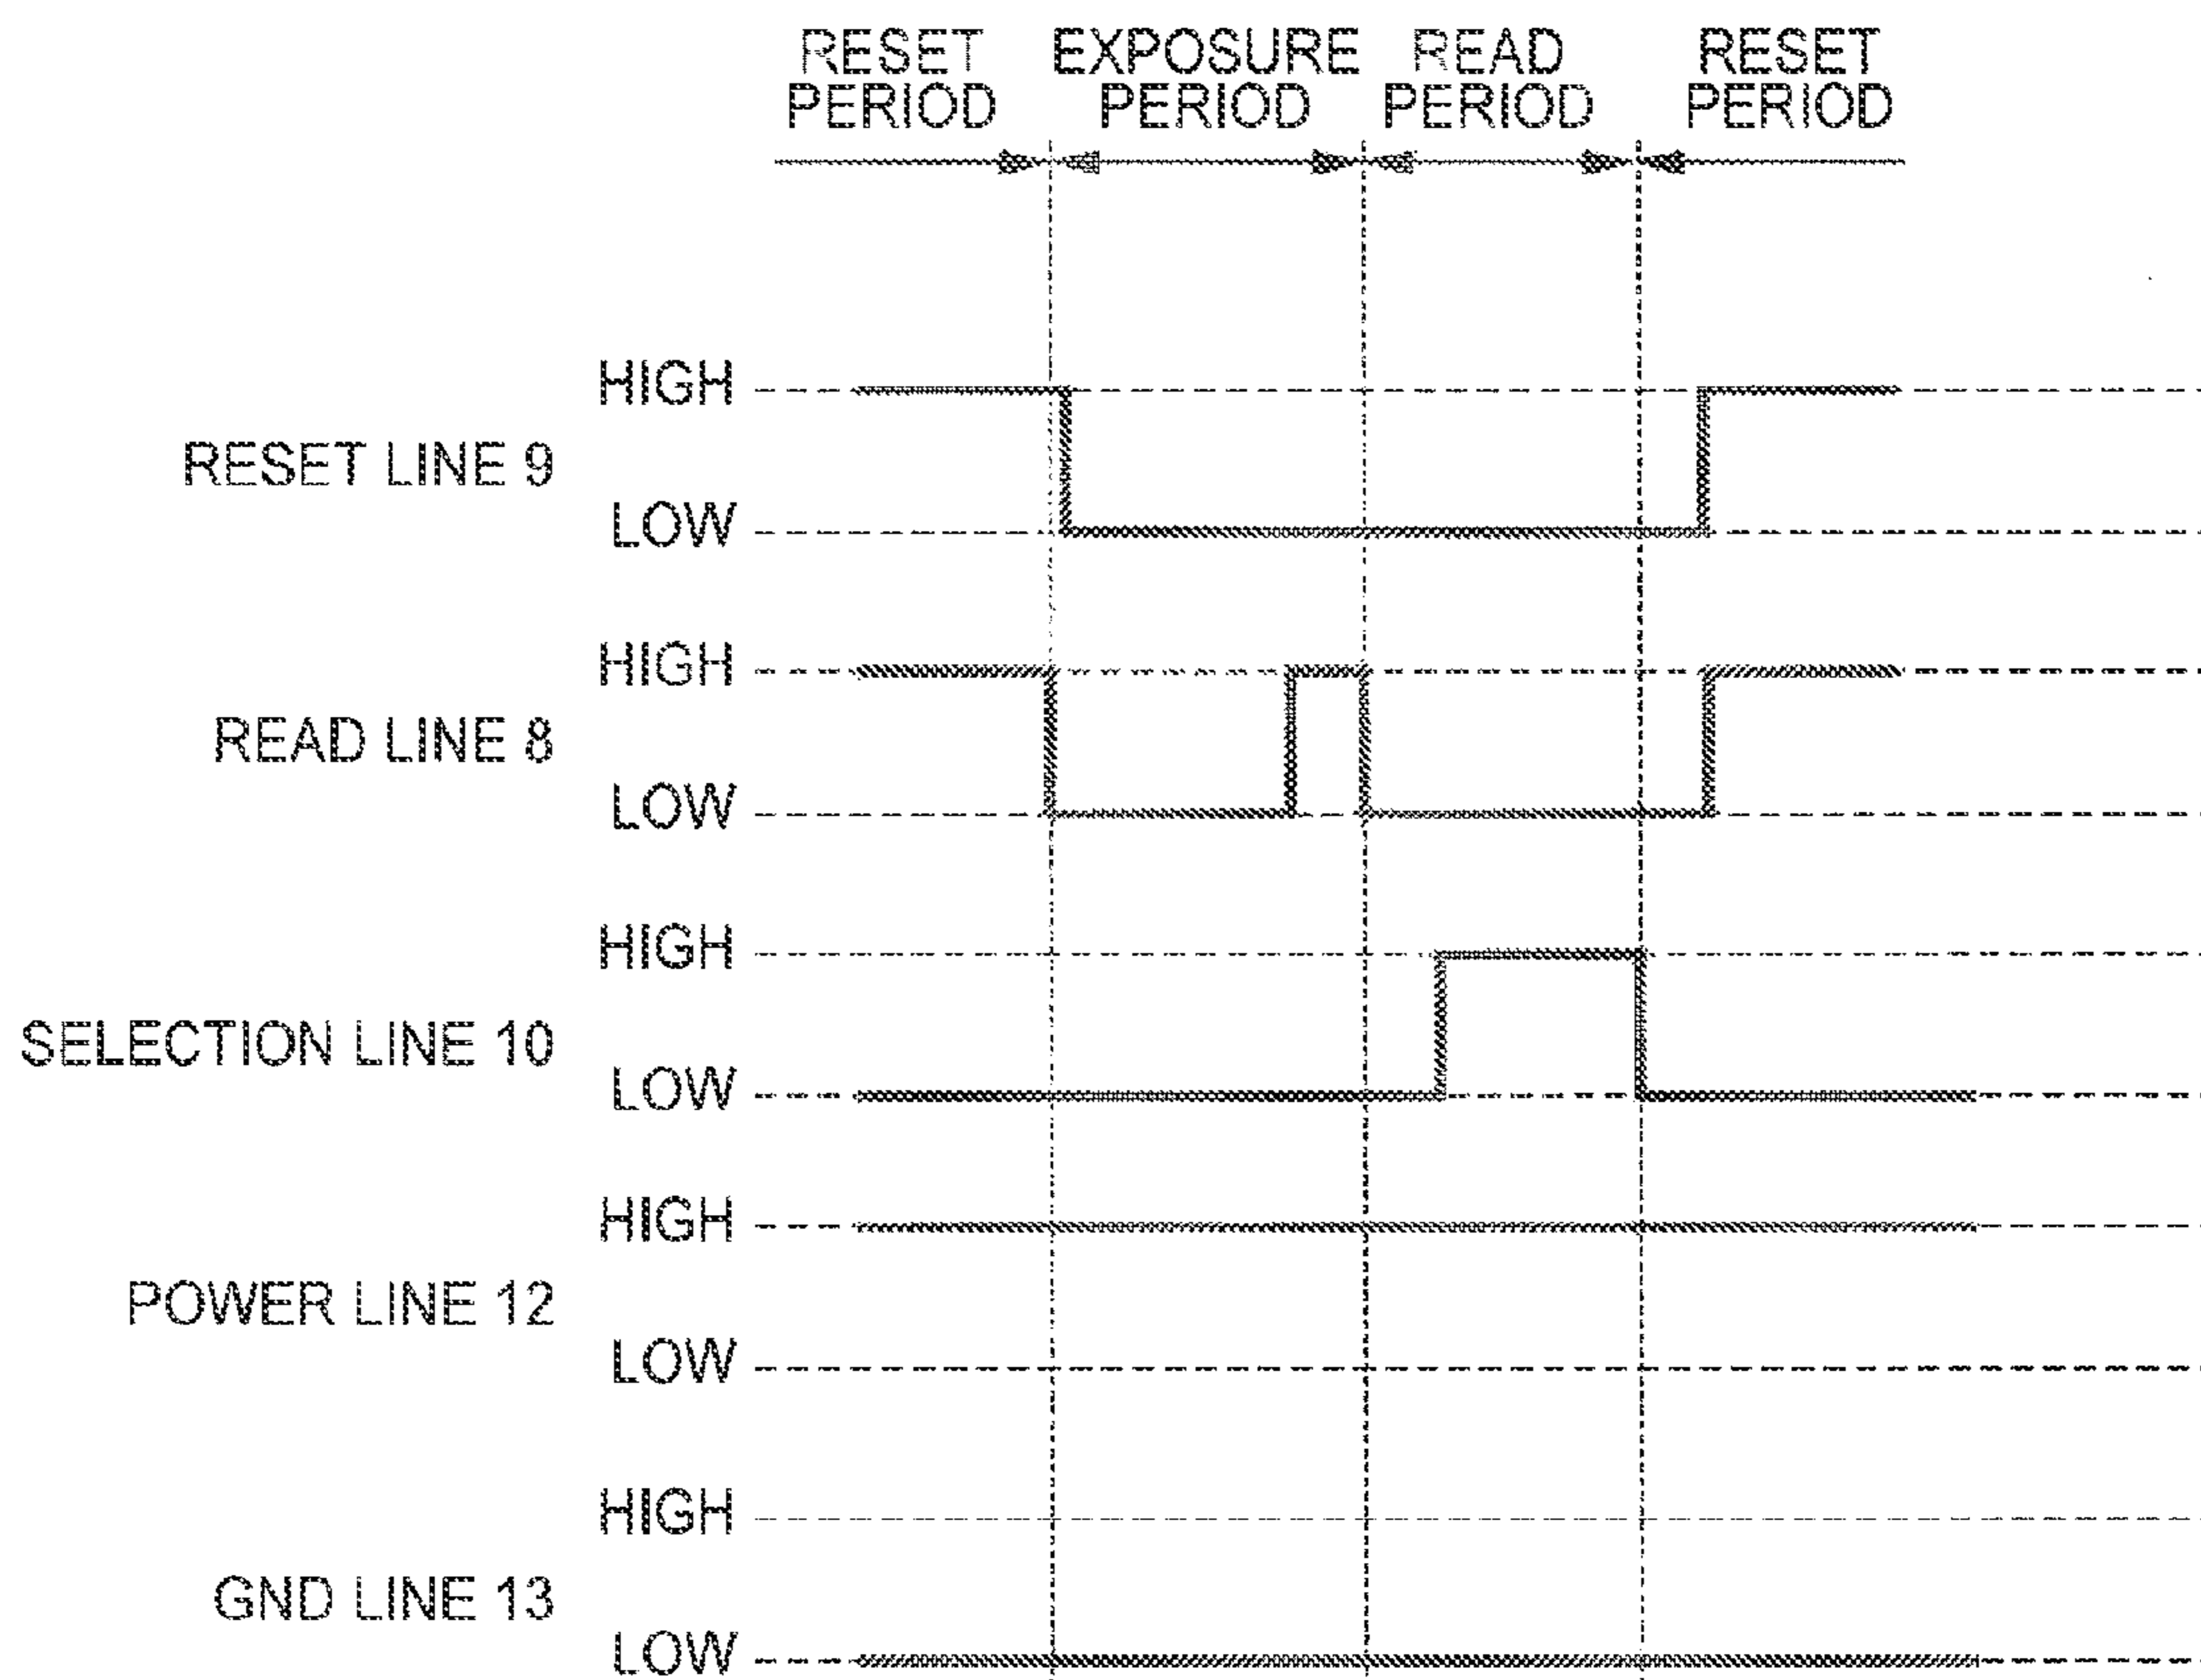 RESET PERIOD
EXPOSURE PERIOD
READ PERIOD
RESET PERIOD
HIGH
RESET LINE 9
LOW
HIGH
READ LINE 8
LOW
HIGH
SELECTION LINE 10
LOW
HIGH
POWER LINE 12
LOW
HIGH
GND LINE 13
LOW